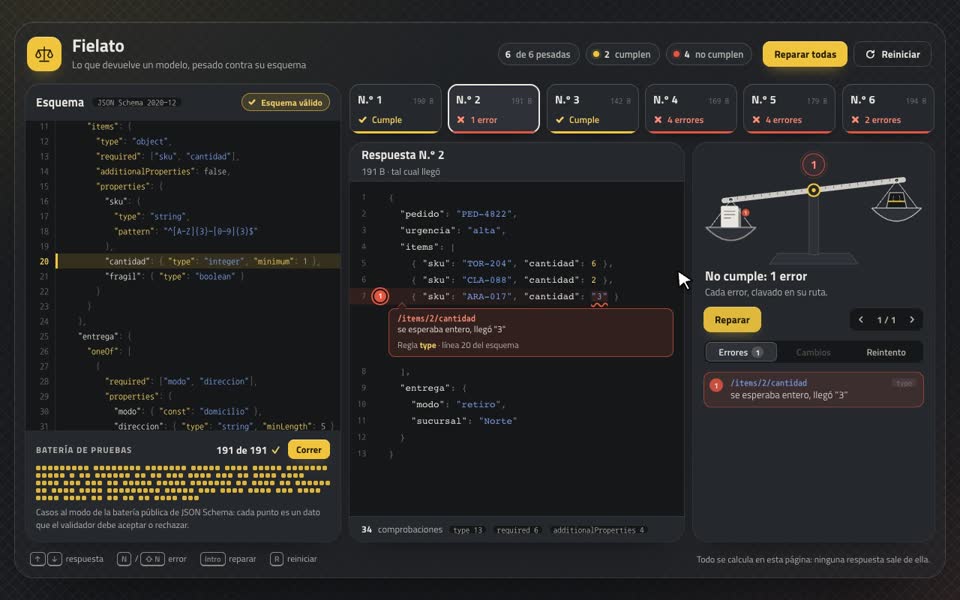 Fielato
Lo que devuelve un modelo, pesado contra su esquema
6 de 6 pesadas
2 cumplen
4 no cumplen
Reparar todas
Reiniciar
Esquema
JSON Schema 2020-12
Esquema válido
11 "items": {
12 "type": "object",
13 "required": ["sku", "cantidad"],
14 "additionalProperties": false,
15 "properties": {
16 "sku": {
17 "type": "string",
18 "pattern": "^[A-Z]{3}-[0-9]{3}$"
19 },
20 "cantidad": { "type": "integer", "minimum": 1 },
21 "fragil": { "type": "boolean" }
22 }
23 }
24 },
25 "entrega": {
26 "oneOf": [
27 {
28 "required": ["modo", "direccion"],
29 "properties": {
30 "modo": { "const": "domicilio" },
31 "direccion": { "type": "string", "minLength": 5 }
BATERÍA DE PRUEBAS
191 de 191
Correr
Casos al modo de la batería pública de JSON Schema: cada punto es un dato
que el validador debe aceptar o rechazar.
N.º 1 190 B
Cumple
N.º 2 191 B
1 error
N.º 3 142 B
Cumple
N.º 4 169 B
4 errores
N.º 5 179 B
4 errores
N.º 6 194 B
2 errores
Respuesta N.º 2
191 B · tal cual llegó
1 {
2 "pedido": "PED-4822",
3 "urgencia": "alta",
4 "items": [
5 { "sku": "TOR-204", "cantidad": 6 },
6 { "sku": "CLA-088", "cantidad": 2 },
7 1 { "sku": "ARA-017", "cantidad": "3" }
/items/2/cantidad
se esperaba entero, llegó "3"
Regla type · línea 20 del esquema
8 ],
9 "entrega": {
10 "modo": "retiro",
11 "sucursal": "Norte"
12 }
13 }
34 comprobaciones type 13 required 6 additionalProperties 4
1
1
No cumple: 1 error
Cada error, clavado en su ruta.
Reparar
1 / 1
Errores 1
Cambios
Reintento
1 /items/2/cantidad type
se esperaba entero, llegó "3"
↑ ↓ respuesta N / ⇧ N error Intro reparar R reiniciar
Todo se calcula en esta página: ninguna respuesta sale de ella.